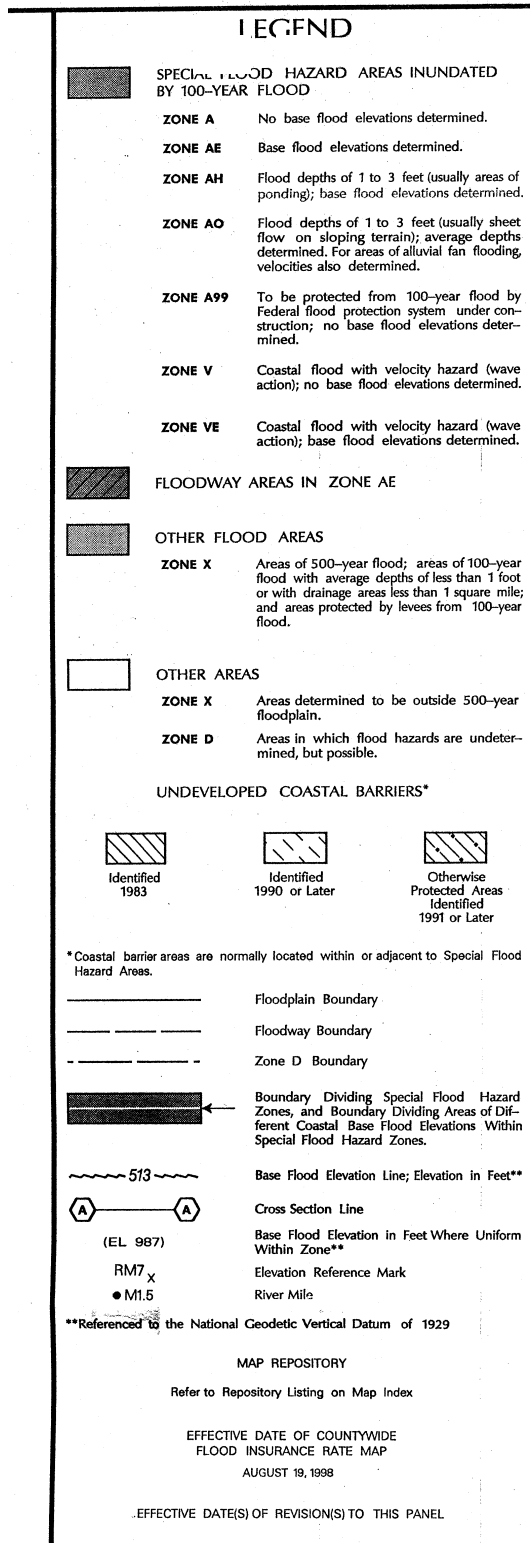 LEGEND
SPECIAL FLOOD HAZARD AREAS INUNDATED
BY 100–YEAR FLOOD
ZONE A No base flood elevations determined.
ZONE AE Base flood elevations determined.
ZONE AH Flood depths of 1 to 3 feet (usually areas of
ponding); base flood elevations determined.
ZONE AO Flood depths of 1 to 3 feet (usually sheet
flow on sloping terrain); average depths
determined. For areas of alluvial fan flooding,
velocities also determined.
ZONE A99 To be protected from 100–year flood by
Federal flood protection system under con–
struction; no base flood elevations deter–
mined.
ZONE V Coastal flood with velocity hazard (wave
action); no base flood elevations determined.
ZONE VE Coastal flood with velocity hazard (wave
action); base flood elevations determined.
FLOODWAY AREAS IN ZONE AE
OTHER FLOOD AREAS
ZONE X Areas of 500–year flood; areas of 100–year
flood with average depths of less than 1 foot
or with drainage areas less than 1 square mile;
and areas protected by levees from 100–year
flood.
OTHER AREAS
ZONE X Areas determined to be outside 500–year
floodplain.
ZONE D Areas in which flood hazards are undeter–
mined, but possible.
UNDEVELOPED COASTAL BARRIERS*
Identified
1983
Identified
1990 or Later
Otherwise
Protected Areas
Identified
1991 or Later
*Coastal barrier areas are normally located within or adjacent to Special Flood
Hazard Areas.
Floodplain Boundary
Floodway Boundary
Zone D Boundary
Boundary Dividing Special Flood Hazard
Zones, and Boundary Dividing Areas of Dif–
ferent Coastal Base Flood Elevations Within
Special Flood Hazard Zones.
513 Base Flood Elevation Line; Elevation in Feet**
A A Cross Section Line
(EL 987) Base Flood Elevation in Feet Where Uniform
Within Zone**
RM7 X Elevation Reference Mark
● M1.5 River Mile
**Referenced to the National Geodetic Vertical Datum of 1929
MAP REPOSITORY
Refer to Repository Listing on Map Index
EFFECTIVE DATE OF COUNTYWIDE
FLOOD INSURANCE RATE MAP
AUGUST 19, 1998
EFFECTIVE DATE(S) OF REVISION(S) TO THIS PANEL